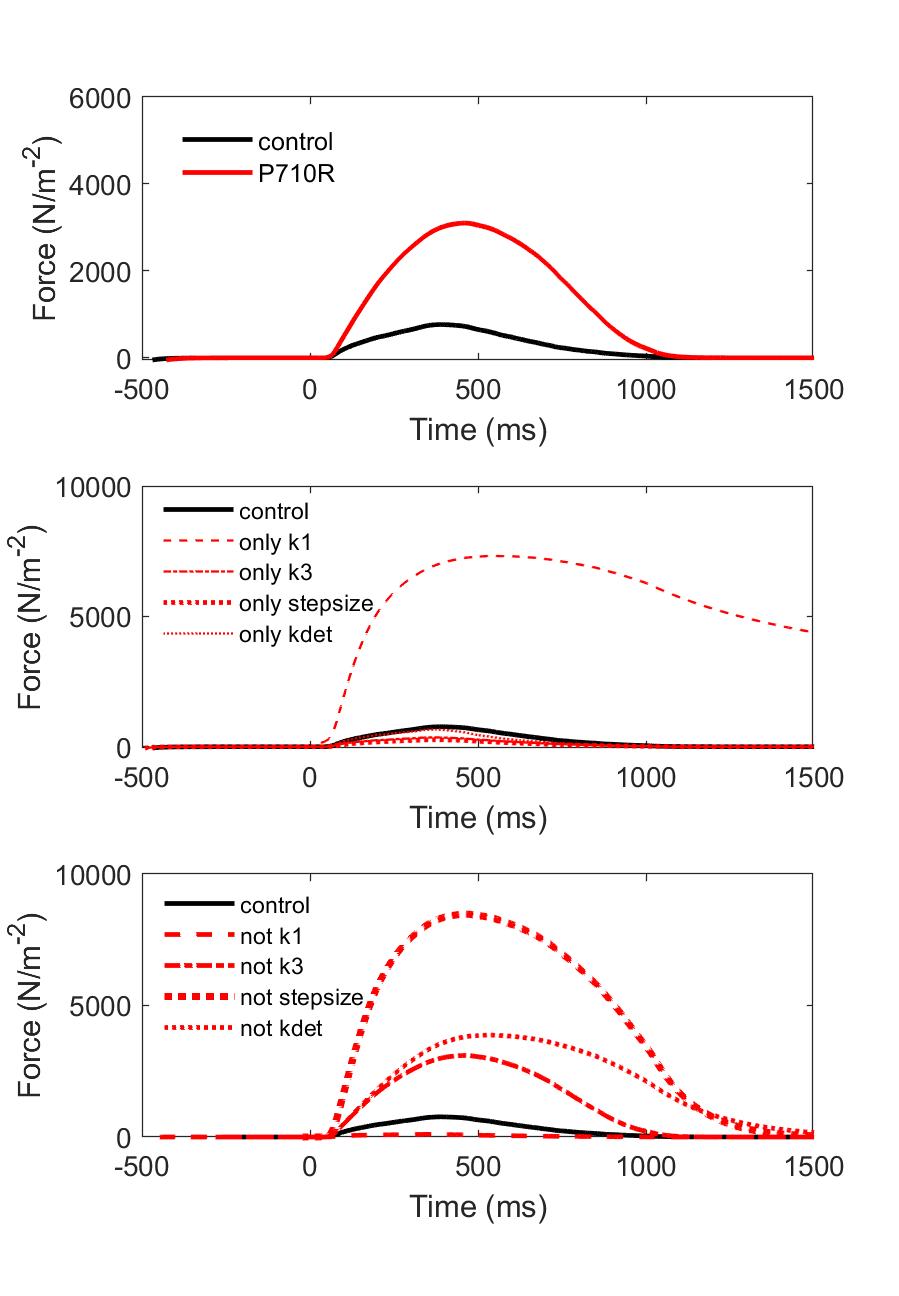 6000
4000
2000
0
Force (N/m-2)
control
P710R
-500 0 500 1000 1500
Time (ms)
10000
5000
0
Force (N/m-2)
control
only k1
only k3
only stepsize
only kdet
-500 0 500 1000 1500
Time (ms)
10000
5000
0
Force (N/m-2)
control
not k1
not k3
not stepsize
not kdet
-500 0 500 1000 1500
Time (ms)